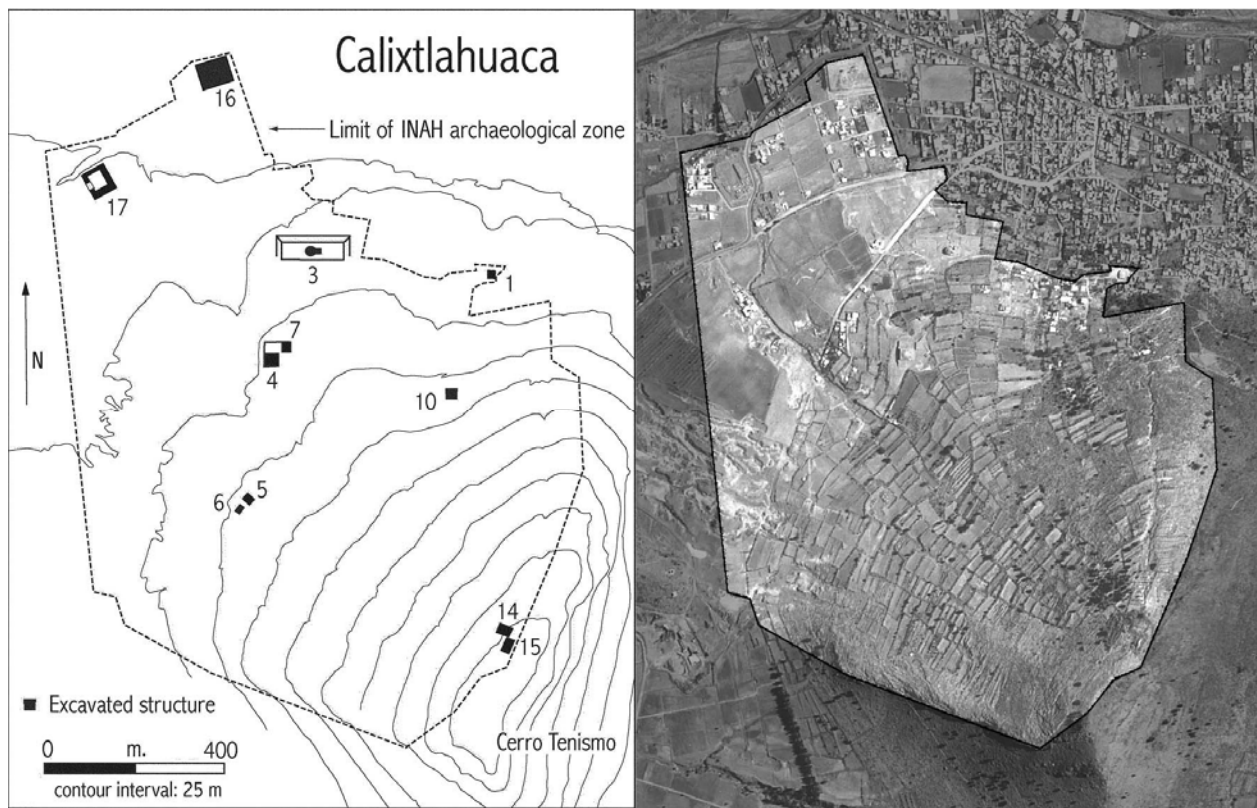 Calixtlahuaca
16
Limit of INAH archaeological zone
17
3
1
7
4
N
10
5
6
14
15
Excavated structure
0 m. 400
contour interval: 25 m
Cerro Tenismo